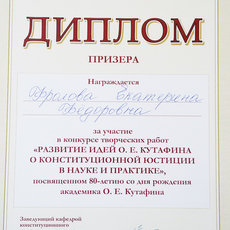 ДИПЛОМ
ПРИЗЕРА
Награждается
Фролова Екатерина
Федоровна
за участие
в конкурсе творческих работ
«РАЗВИТИЕ ИДЕЙ О. Е. КУТАФИНА
О КОНСТИТУЦИОННОЙ ЮСТИЦИИ
В НАУКЕ И ПРАКТИКЕ»,
посвященном 80-летию со дня рождения
академика О. Е. Кутафина
Заведующий кафедрой
конституционного